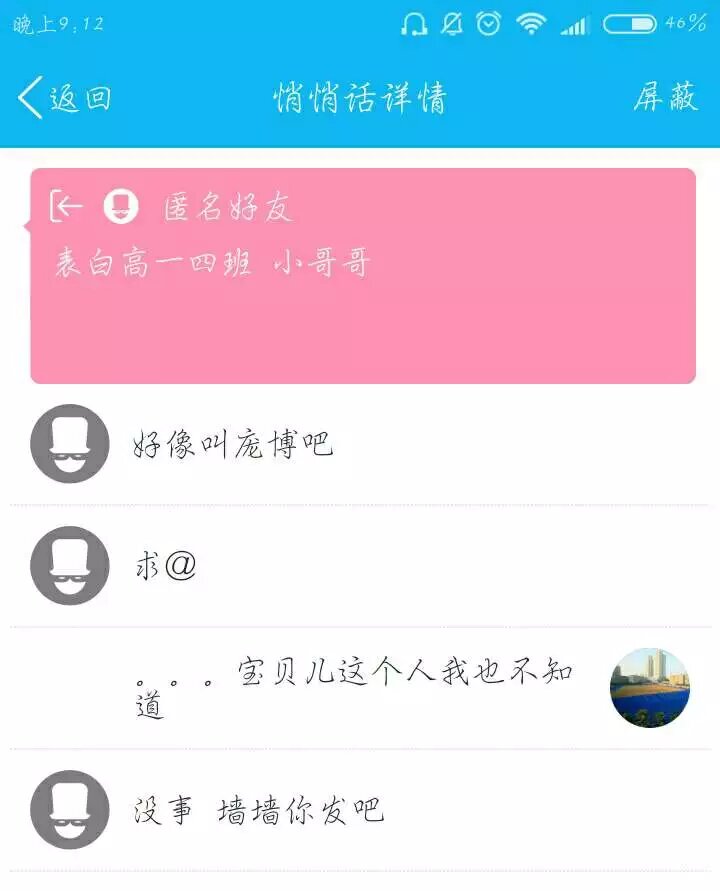 晚上9:12
46%
返回
悄悄话详情
屏蔽
匿名好友
表白高一四班 小哥哥
好像叫庞博吧
求@
。。。宝贝儿这个人我也不知
道
没事 墙墙你发吧